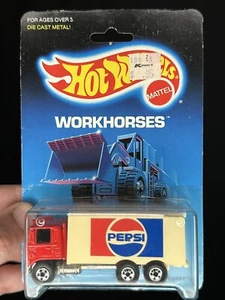 FOR AGES OVER 3
DIE CAST METAL!
Hot Wheels
MATTEL
WORKHORSES
PEPSI